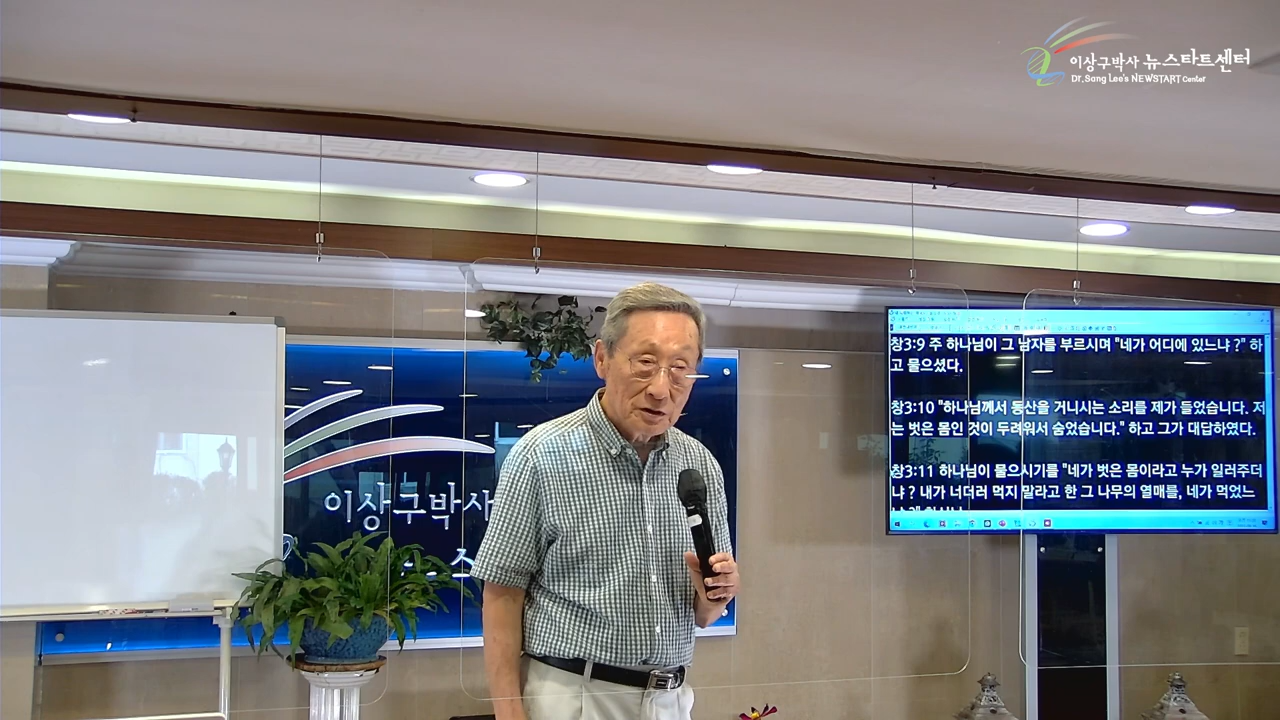 이상구박사 뉴스타트센터
Dr. Sang Lee's NEWSTART Center
이상구박사
스
창3:9 주 하나님이 그 남자를 부르시며 "네가 어디에 있느냐 ?" 하
고 물으셨다.
창3:10 "하나님께서 동산을 거니시는 소리를 제가 들었습니다. 저
는 벗은 몸인 것이 두려워서 숨었습니다." 하고 그가 대답하였다.
창3:11 하나님이 물으시기를 "네가 벗은 몸이라고 누가 일러주더
냐 ? 내가 너더러 먹지 말라고 한 그 나무의 열매를, 네가 먹었느